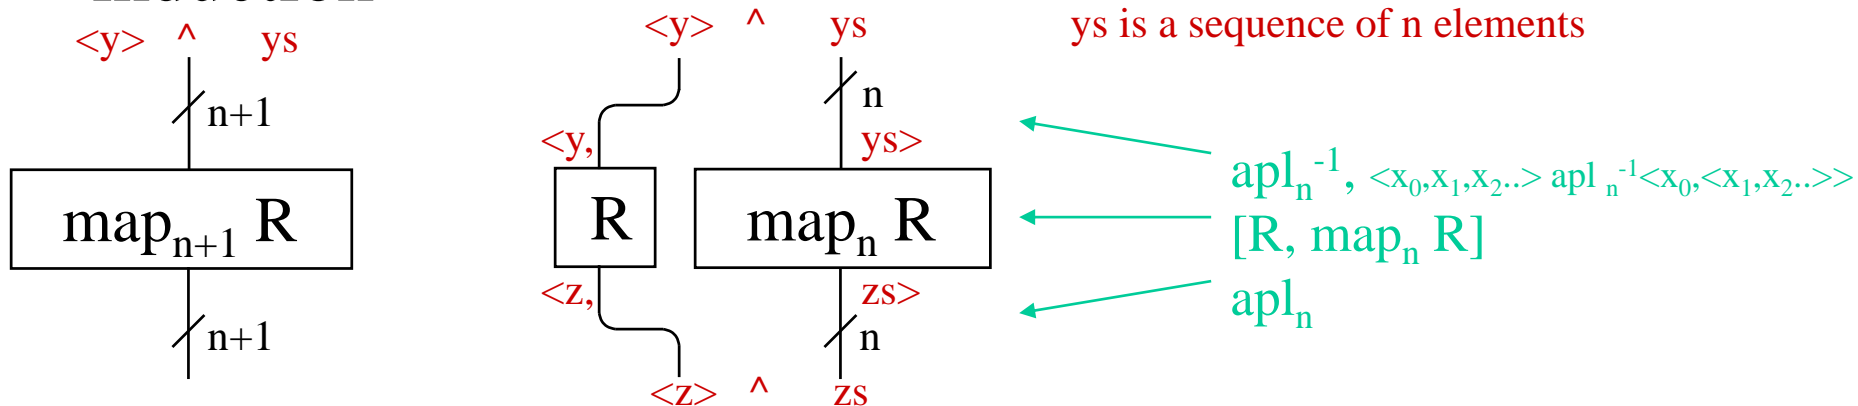 <y> ^ ys
n+1
map_{n+1} R
n+1
<y> ^ ys
n
<y, ys>
R map_n R
<z, zs>
n
<z> ^ zs
ys is a sequence of n elements
apl_n^{-1}, <x_0,x_1,x_2..> apl_n^{-1}<x_0,<x_1,x_2..>>
[R, map_n R]
apl_n